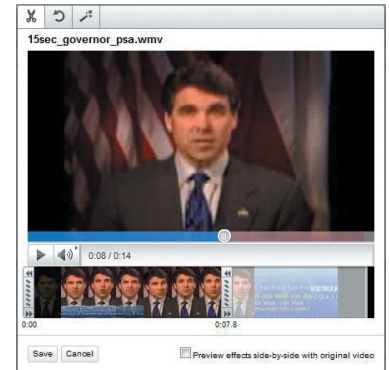 15sec_governor_psa.wmv
0:08 / 0:14
0:00
0:07.8
Save
Cancel
Preview effects side-by-side with original video